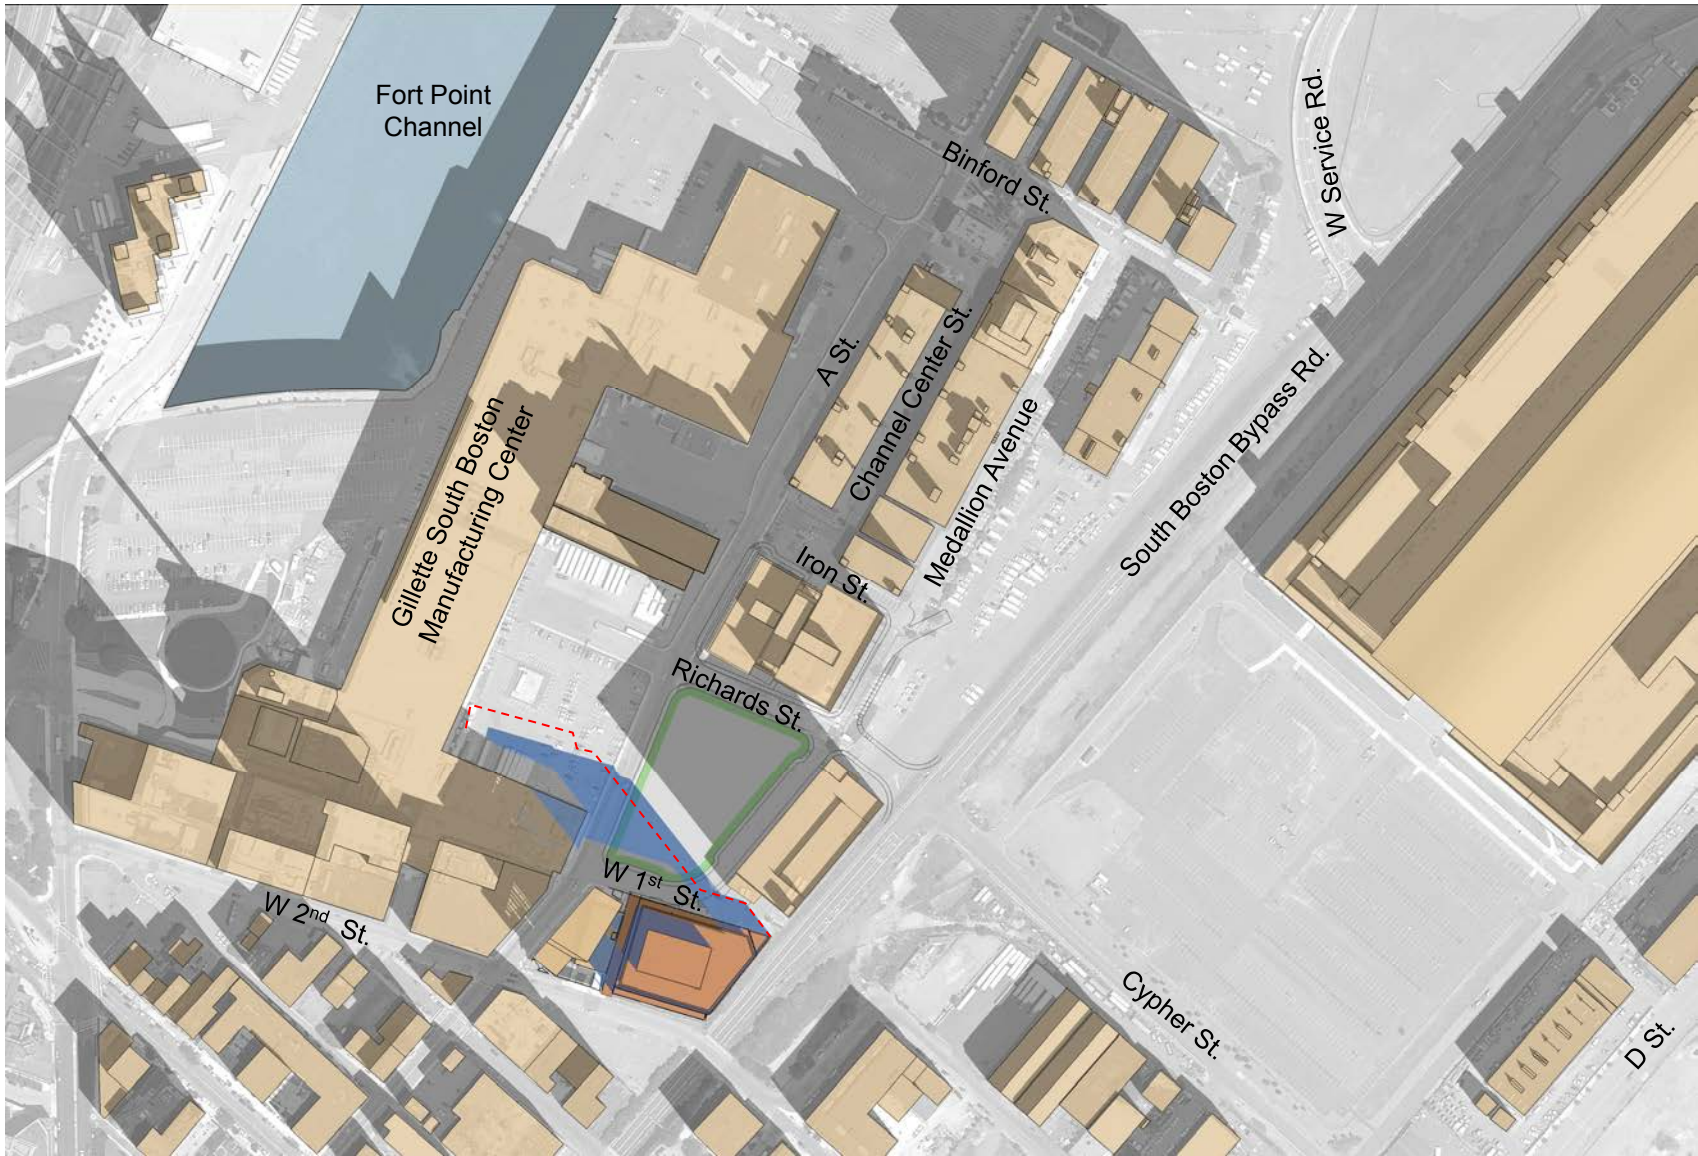 Fort Point
Channel
Binford St.
W Service Rd.
A St.
Channel Center St.
Medallion Avenue
South Boston Bypass Rd.
Gillette South Boston
Manufacturing Center
Iron St.
Richards St.
W 1st St.
W 2nd St.
Cypher St.
D St.